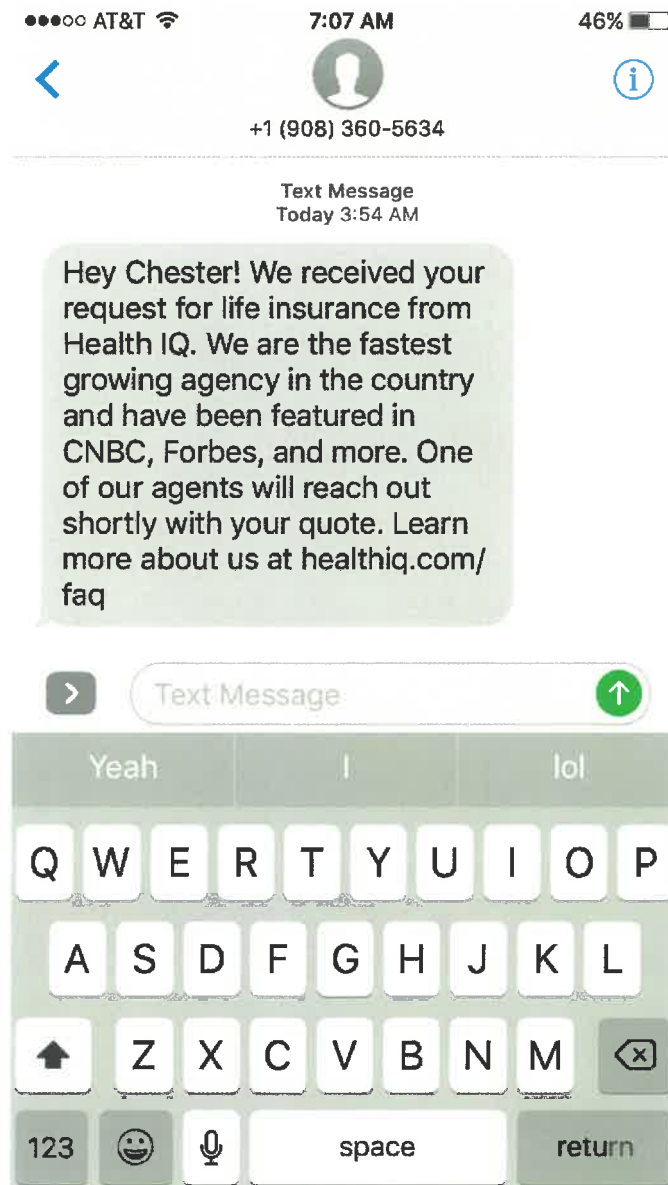 AT&T 7:07 AM 46%
+1 (908) 360-5634
Text Message
Today 3:54 AM
Hey Chester! We received your
request for life insurance from
Health IQ. We are the fastest
growing agency in the country
and have been featured in
CNBC, Forbes, and more. One
of our agents will reach out
shortly with your quote. Learn
more about us at healthiq.com/
faq
Text Message
Yeah I lol
Q W E R T Y U I O P
A S D F G H J K L
Z X C V B N M
123 space return